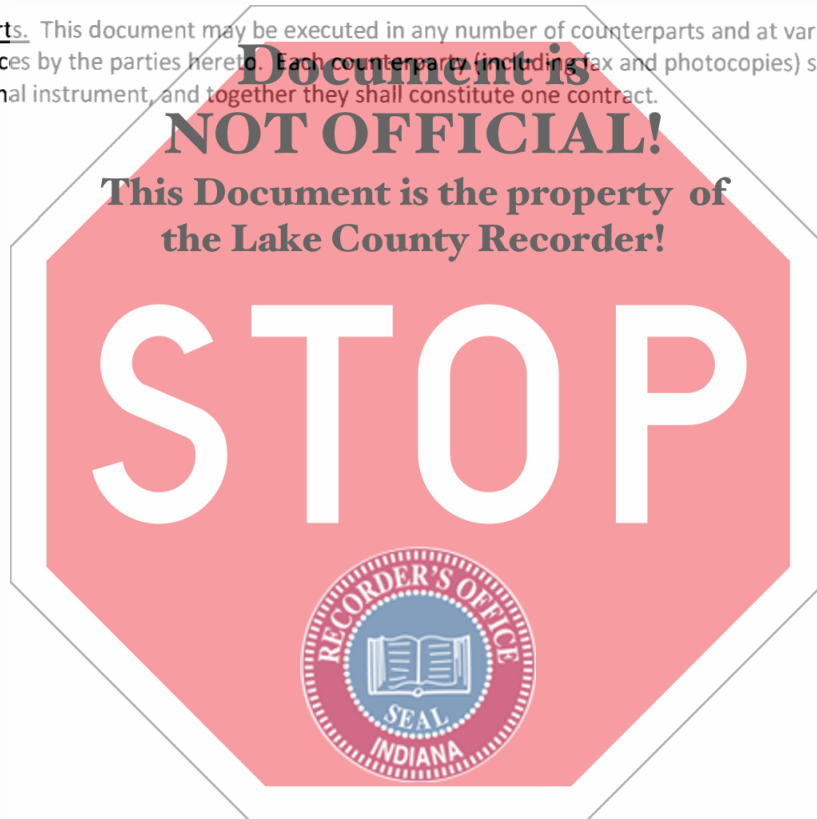 rts. This document may be executed in any number of counterparts and at var
ces by the parties hereto. Each counterparty (including fax and photocopies) s
nal instrument, and together they shall constitute one contract.
Document is
NOT OFFICIAL!
This Document is the property of
the Lake County Recorder!
STOP
RECORDER'S OFFICE
SEAL
INDIANA